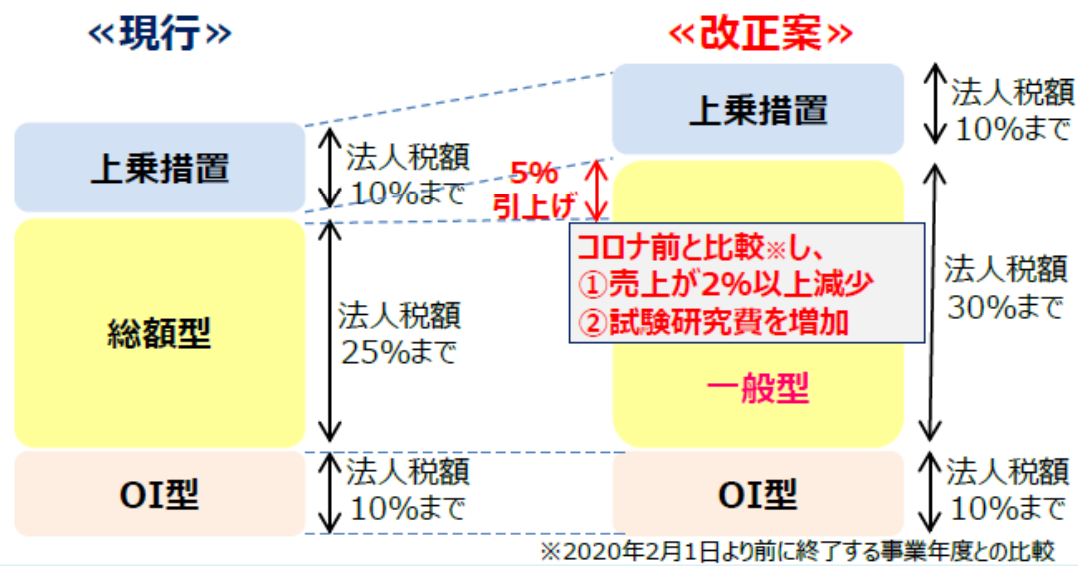 ≪現行≫
上乗措置
法人税額
10%まで
総額型
法人税額
25%まで
OI型
法人税額
10%まで
≪改正案≫
上乗措置
法人税額
10%まで
5%
引上げ
コロナ前と比較※し、
①売上が2%以上減少
②試験研究費を増加
一般型
法人税額
30%まで
OI型
法人税額
10%まで
※2020年2月1日より前に終了する事業年度との比較